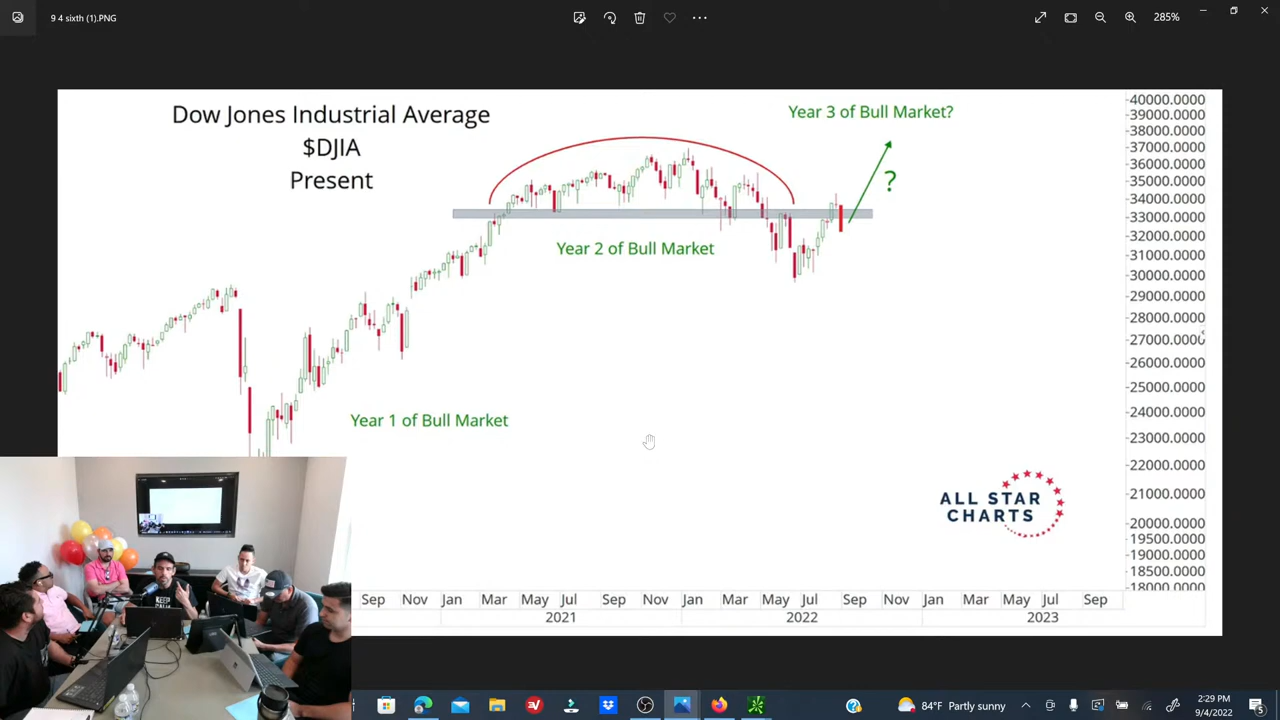 9 4 sixth (1).PNG
285%
Dow Jones Industrial Average
$DJIA
Present
Year 3 of Bull Market?
?
Year 2 of Bull Market
Year 1 of Bull Market
ALL STAR
CHARTS
40000.0000
39000.0000
38000.0000
37000.0000
36000.0000
35000.0000
34000.0000
33000.0000
32000.0000
31000.0000
30000.0000
29000.0000
28000.0000
27000.0000
26000.0000
25000.0000
24000.0000
23000.0000
22000.0000
21000.0000
20000.0000
19500.0000
19000.0000
18500.0000
18000.0000
Sep Nov Jan Mar May Jul Sep Nov Jan Mar May Jul Sep Nov Jan Mar May Jul Sep
2021 2022 2023
KEEP
84°F Partly sunny
2:29 PM
9/4/2022
5